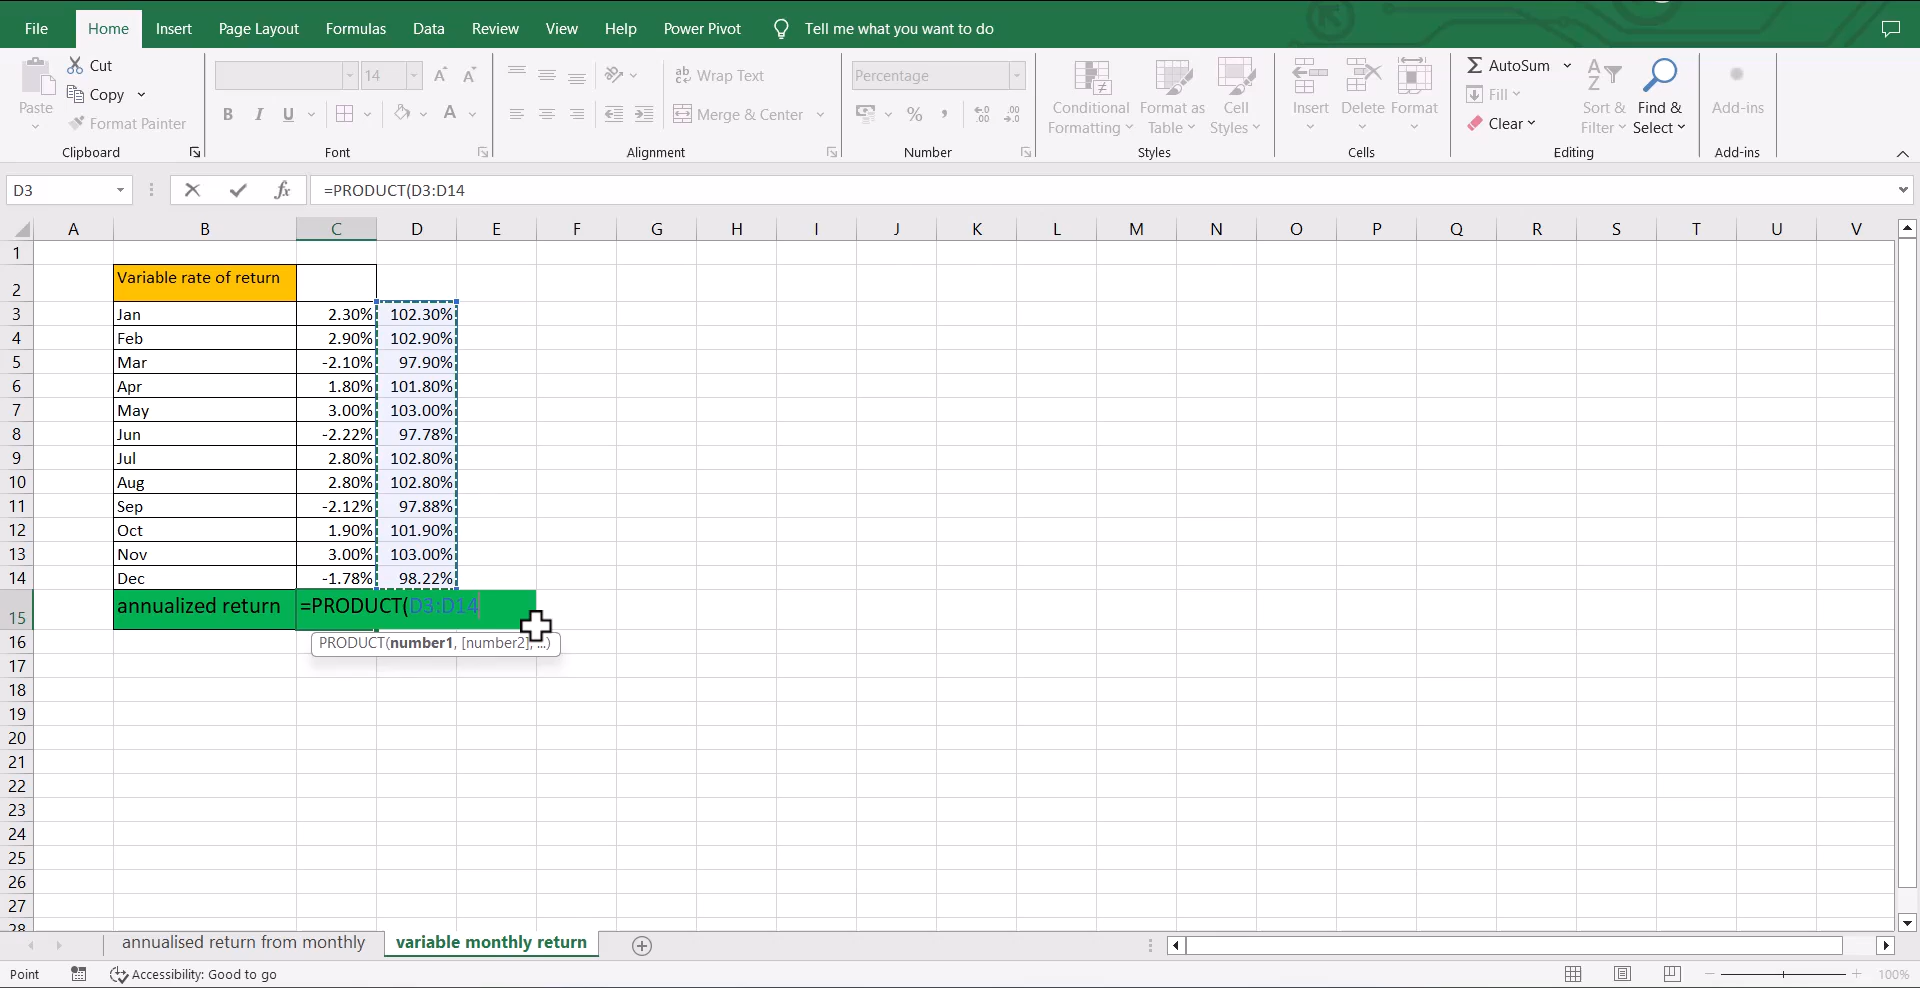 File Home Insert Page Layout Formulas Data Review View Help Power Pivot Tell me what you want to do
Paste Cut Copy Format Painter
Clipboard
14
B I U A
Font
ab Wrap Text
Merge & Center
Alignment
Percentage
% ,
Number
Conditional Formatting Format as Table Cell Styles
Styles
Insert Delete Format
Cells
AutoSum
Fill
Clear
Sort & Filter Find & Select
Editing
Add-ins
Add-ins
D3 fx =PRODUCT(D3:D14
A B C D E F G H I J K L M N O P Q R S T U V
1
2 Variable rate of return
3 Jan 2.30% 102.30%
4 Feb 2.90% 102.90%
5 Mar -2.10% 97.90%
6 Apr 1.80% 101.80%
7 May 3.00% 103.00%
8 Jun -2.22% 97.78%
9 Jul 2.80% 102.80%
10 Aug 2.80% 102.80%
11 Sep -2.12% 97.88%
12 Oct 1.90% 101.90%
13 Nov 3.00% 103.00%
14 Dec -1.78% 98.22%
15 annualized return =PRODUCT(D3:D14
16 PRODUCT(number1, [number2], ...)
17
18
19
20
21
22
23
24
25
26
27
28
annualised return from monthly variable monthly return
Point Accessibility: Good to go 100%